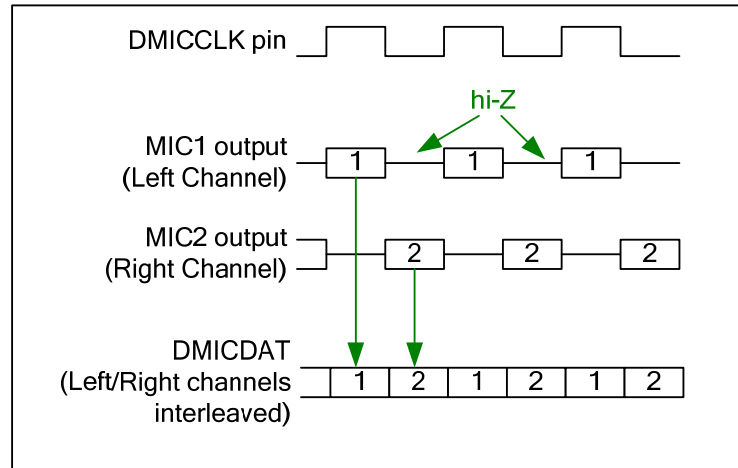 DMICCLK pin
hi-Z
MIC1 output
(Left Channel)
1 1 1
MIC2 output
(Right Channel)
2 2 2
DMICDAT
(Left/Right channels
interleaved)
1 2 1 2 1 2